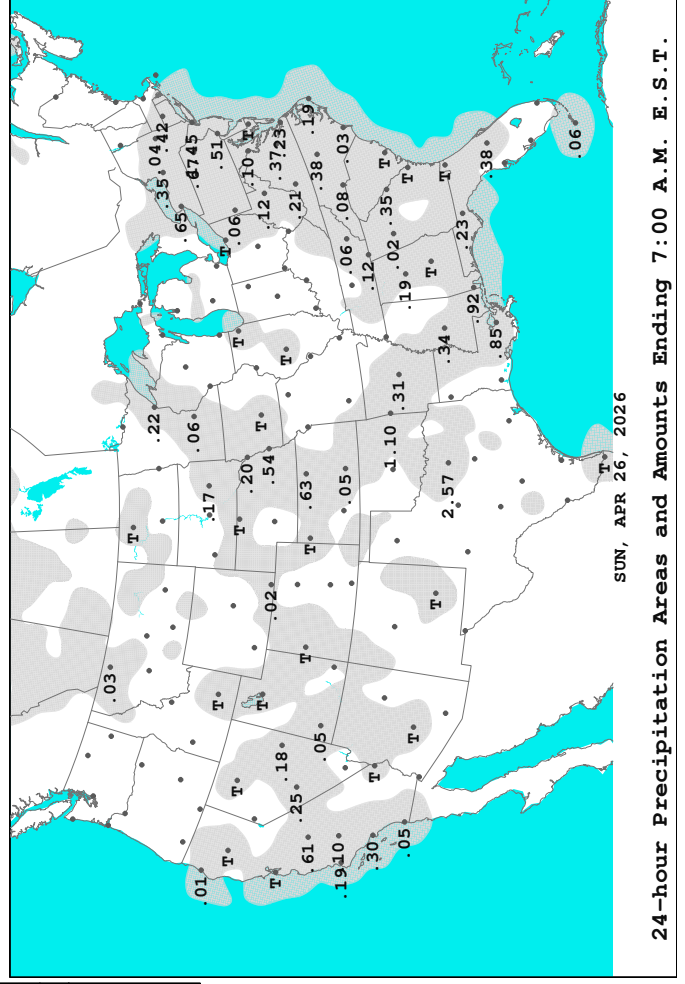 .03
T
.22
.04
.42
.35
.65
.06
.45
.01
.17
.51
T
T
T
.06
T
T
T
.20
T
.10
T
T
.12
.54
.02
T
.37
.23
.18
T
.21
.25
T
.63
.61
.19
T
.38
.05
.10
.19
.03
.08
.05
.06
.12
.30
T
T
.35
1.10
.02
.31
.05
.19
T
T
T
T
.34
T
2.57
.23
.92
.38
.85
.06
T
SUN, APR 26, 2026
24-hour Precipitation Areas and Amounts Ending 7:00 A.M. E.S.T.